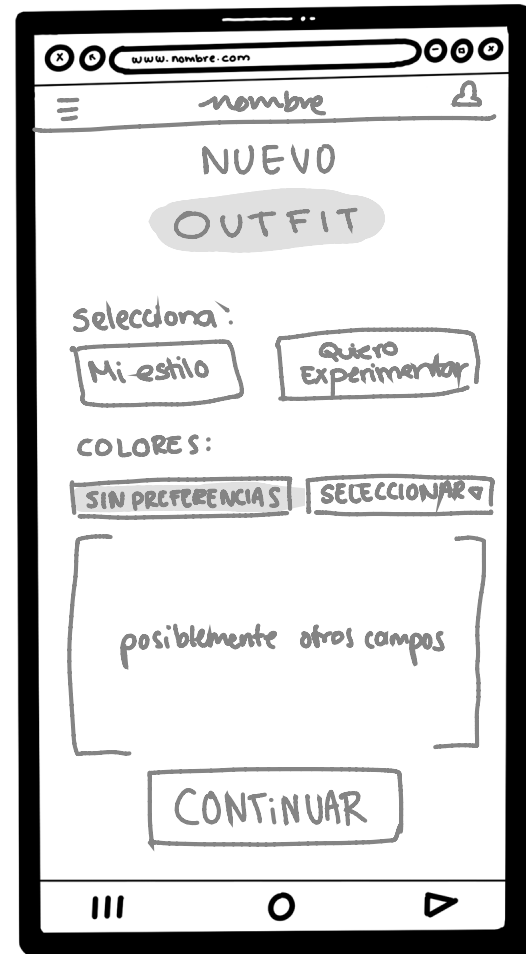 www.nombre.com
nombre
NUEVO
OUTFIT
Selecciona:
Mi estilo
Quiero
Experimentar
COLORES:
SIN PREFERENCIAS
SELECCIONAR
posiblemente otros campos
CONTiNUAR